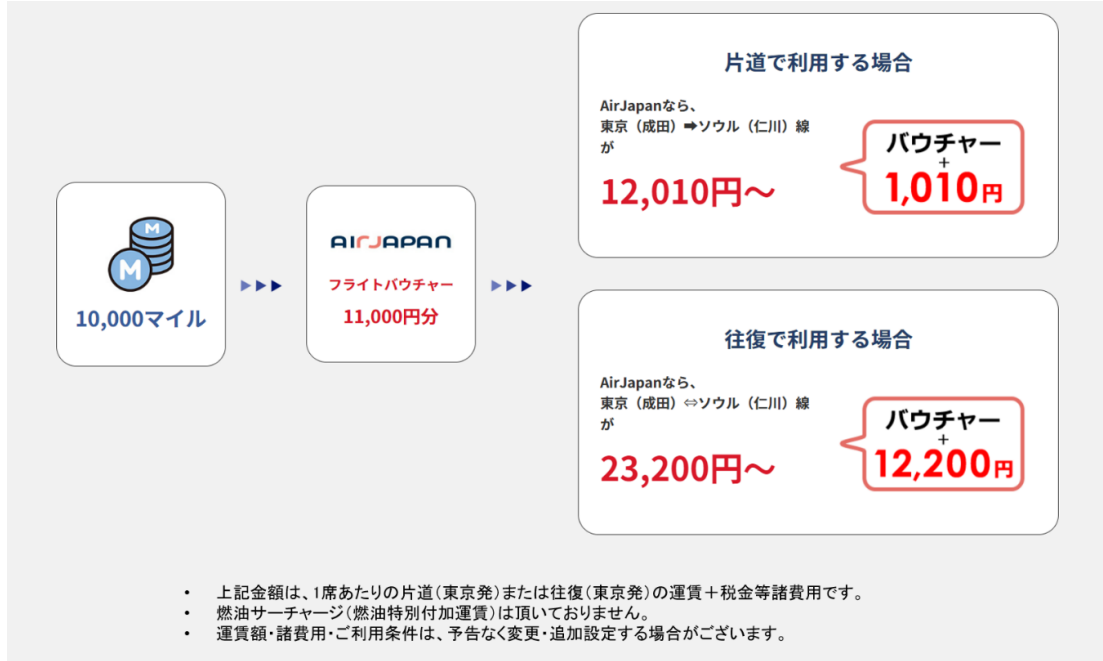 片道で利用する場合
AirJapanなら、
東京（成田）➡ソウル（仁川）線
が
12,010円～
バウチャー
+
1,010円
M
M
10,000マイル
AIRJAPAN
フライトバウチャー
11,000円分
往復で利用する場合
AirJapanなら、
東京（成田）⇔ソウル（仁川）線
が
23,200円～
バウチャー
+
12,200円
• 上記金額は、1席あたりの片道（東京発）または往復（東京発）の運賃＋税金等諸費用です。
• 燃油サーチャージ（燃油特別付加運賃）は頂いておりません。
• 運賃額・諸費用・ご利用条件は、予告なく変更・追加設定する場合がございます。